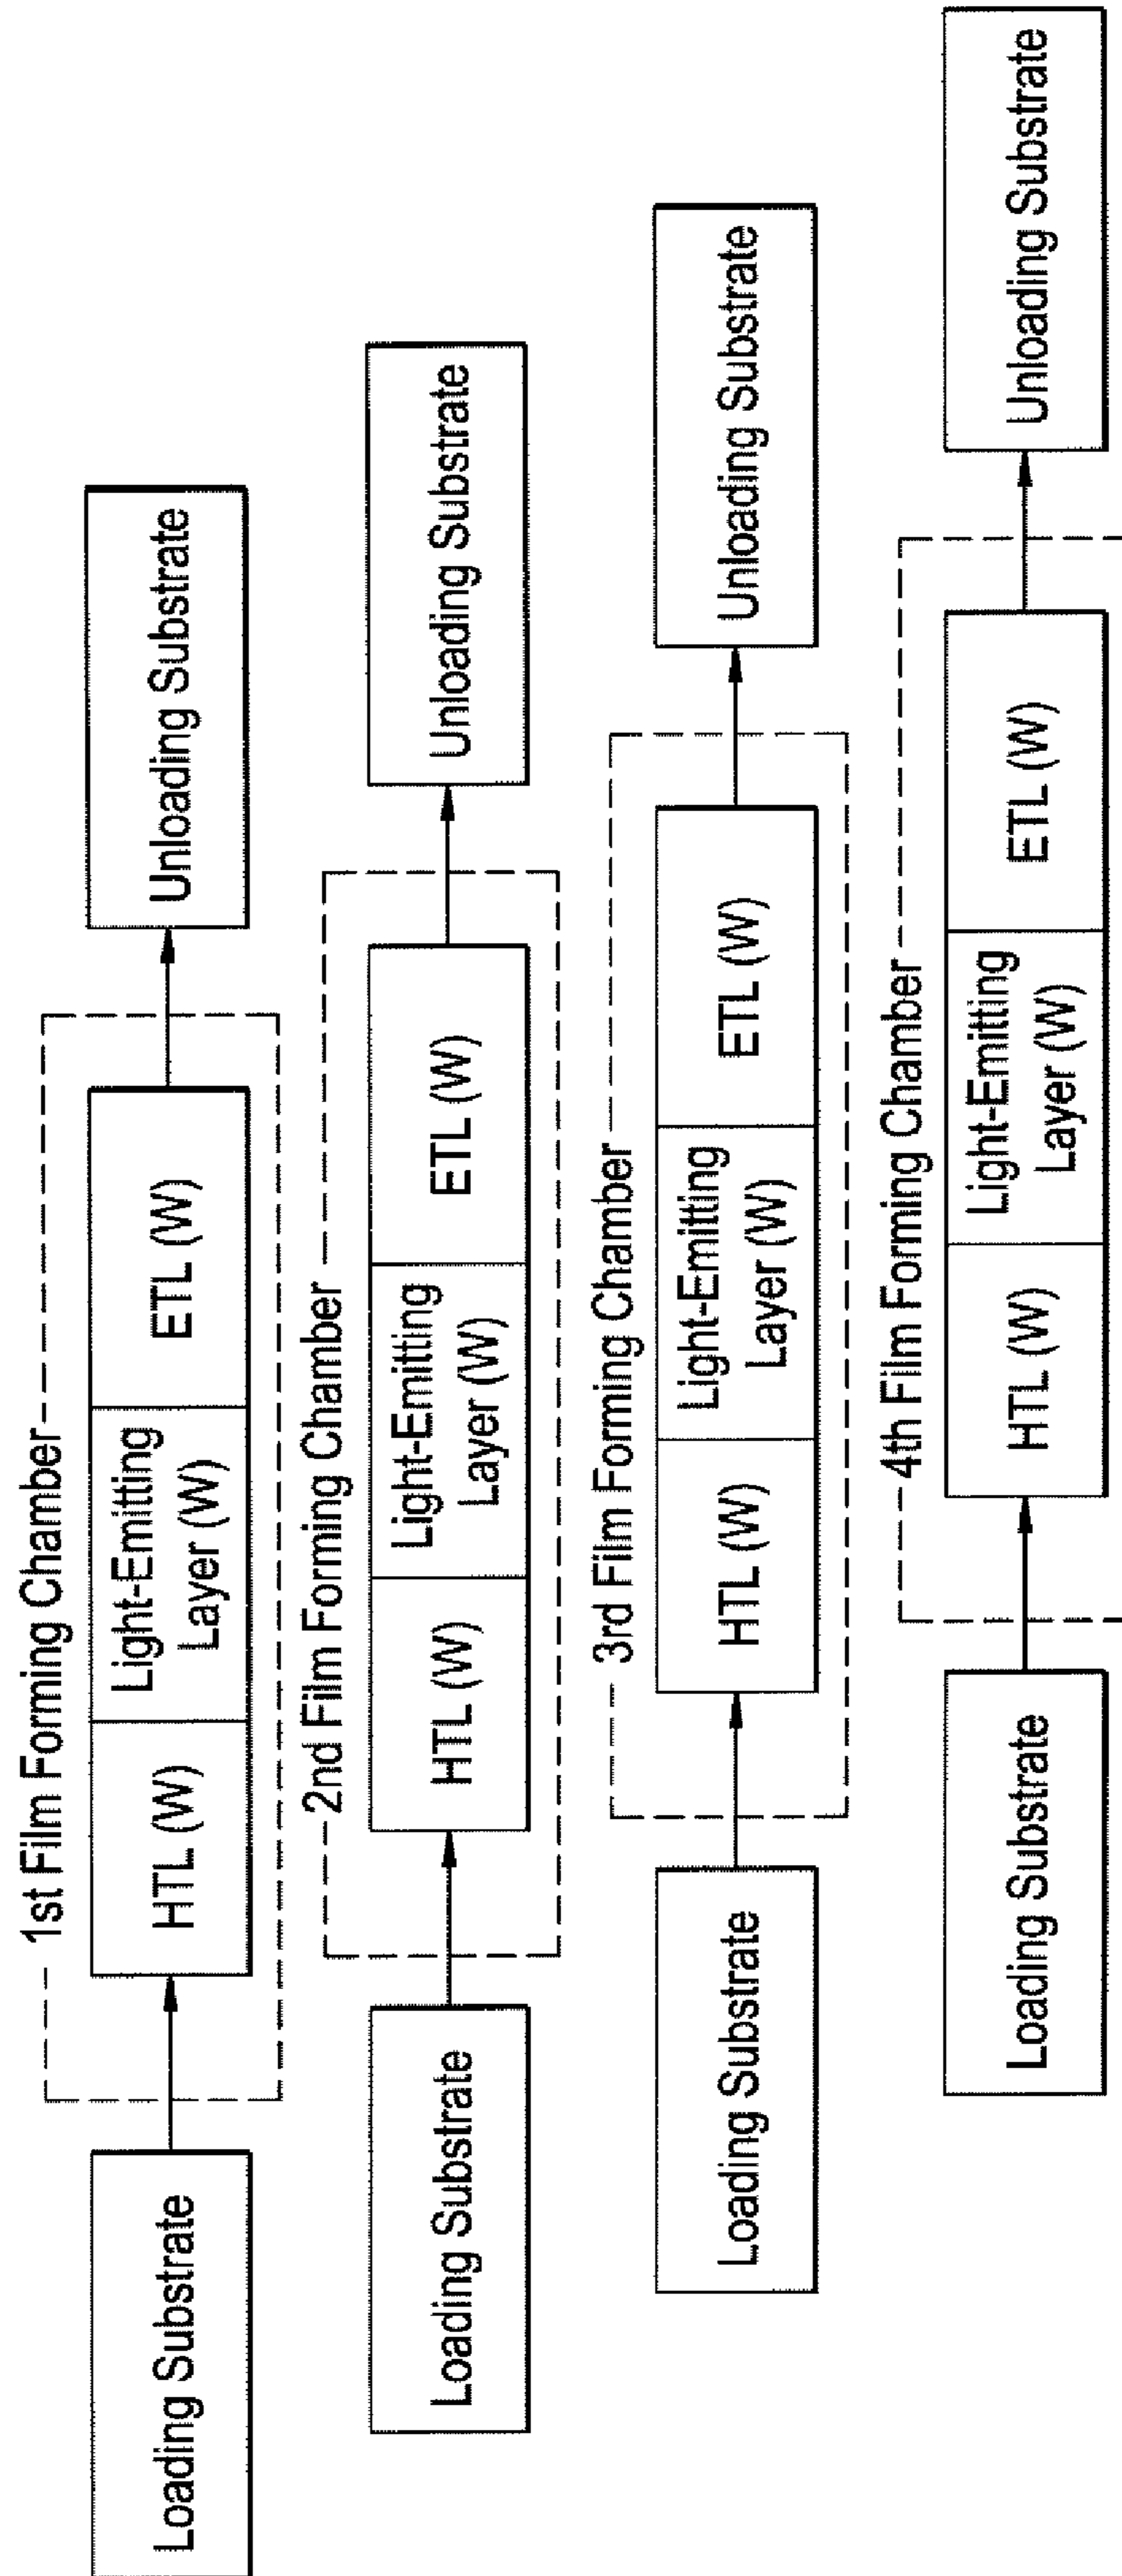 1st Film Forming Chamber
Loading Substrate
HTL (W)
Light-Emitting
Layer (W)
ETL (W)
Unloading Substrate
2nd Film Forming Chamber
Loading Substrate
HTL (W)
Light-Emitting
Layer (W)
ETL (W)
Unloading Substrate
3rd Film Forming Chamber
Loading Substrate
HTL (W)
Light-Emitting
Layer (W)
ETL (W)
Unloading Substrate
4th Film Forming Chamber
Loading Substrate
HTL (W)
Light-Emitting
Layer (W)
ETL (W)
Unloading Substrate